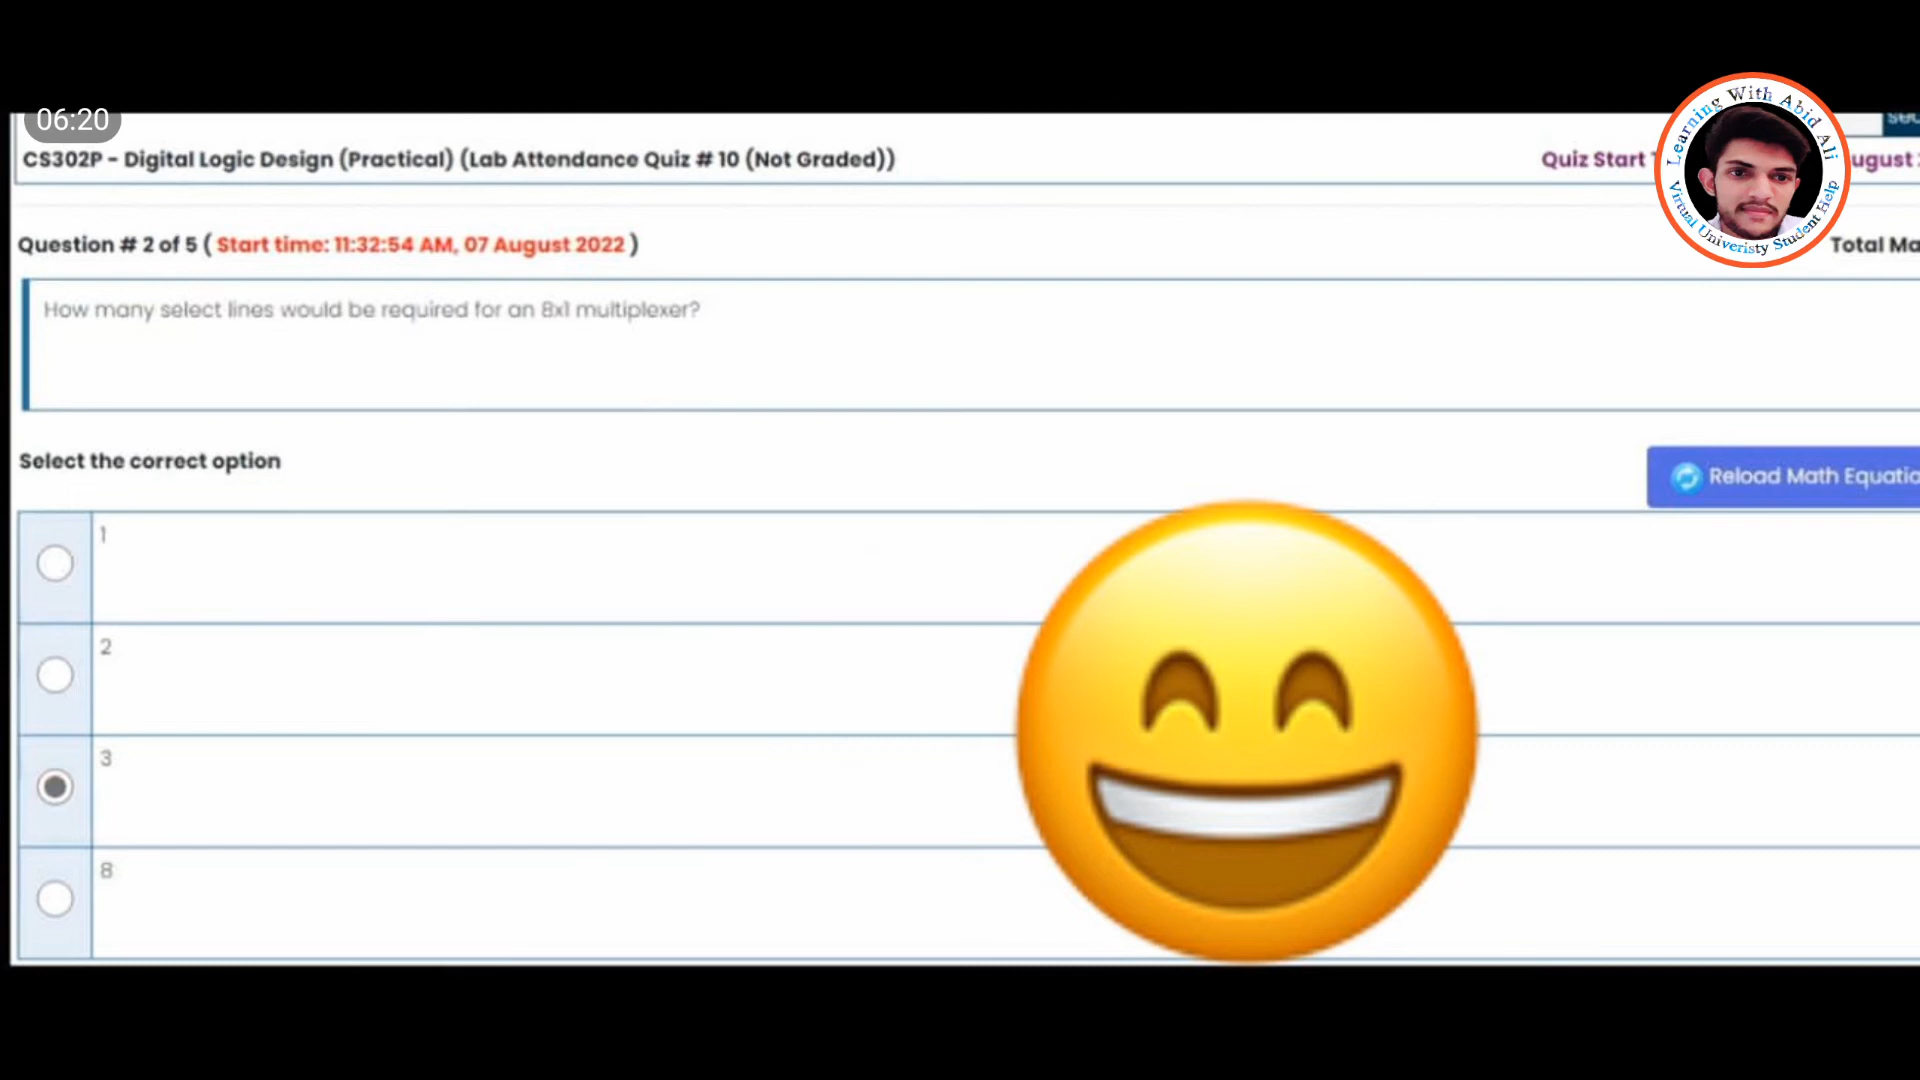 06:20
CS302P - Digital Logic Design (Practical) (Lab Attendance Quiz # 10 (Not Graded))
Quiz Start
Learning With Abid Ali
Virtual Univeristy Student Help
Question # 2 of 5 ( Start time: 11:32:54 AM, 07 August 2022 )
Total
How many select lines would be required for an 8x1 multiplexer?
Select the correct option
Reload Math
1
2
3
8